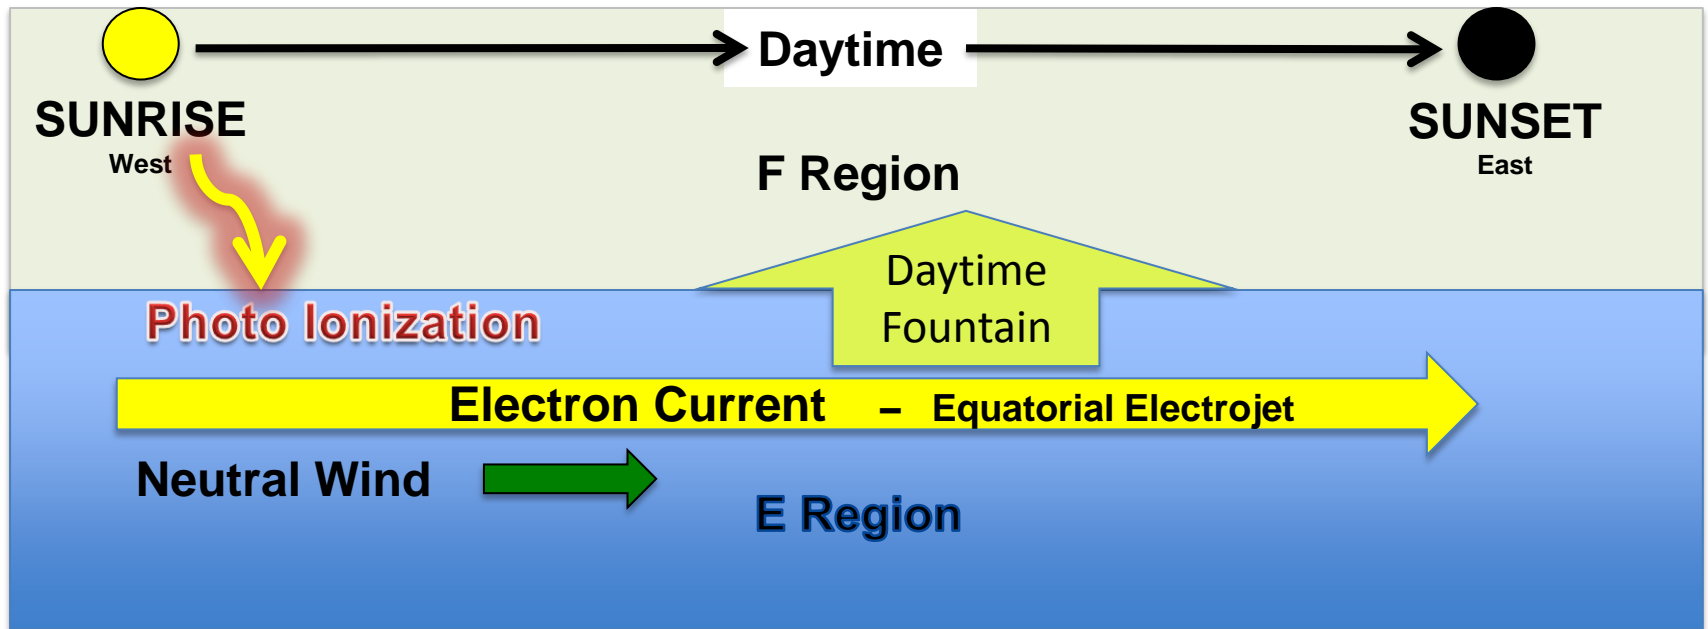 Daytime
SUNRISE
West
SUNSET
East
F Region
Daytime
Fountain
Photo Ionization
Electron Current – Equatorial Electrojet
Neutral Wind
E Region